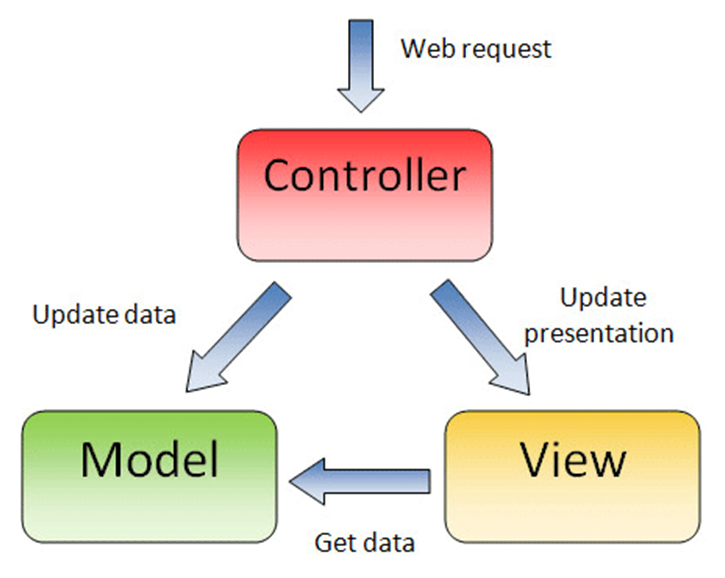 Web request
Controller
Update data
Update
presentation
Model
View
Get data